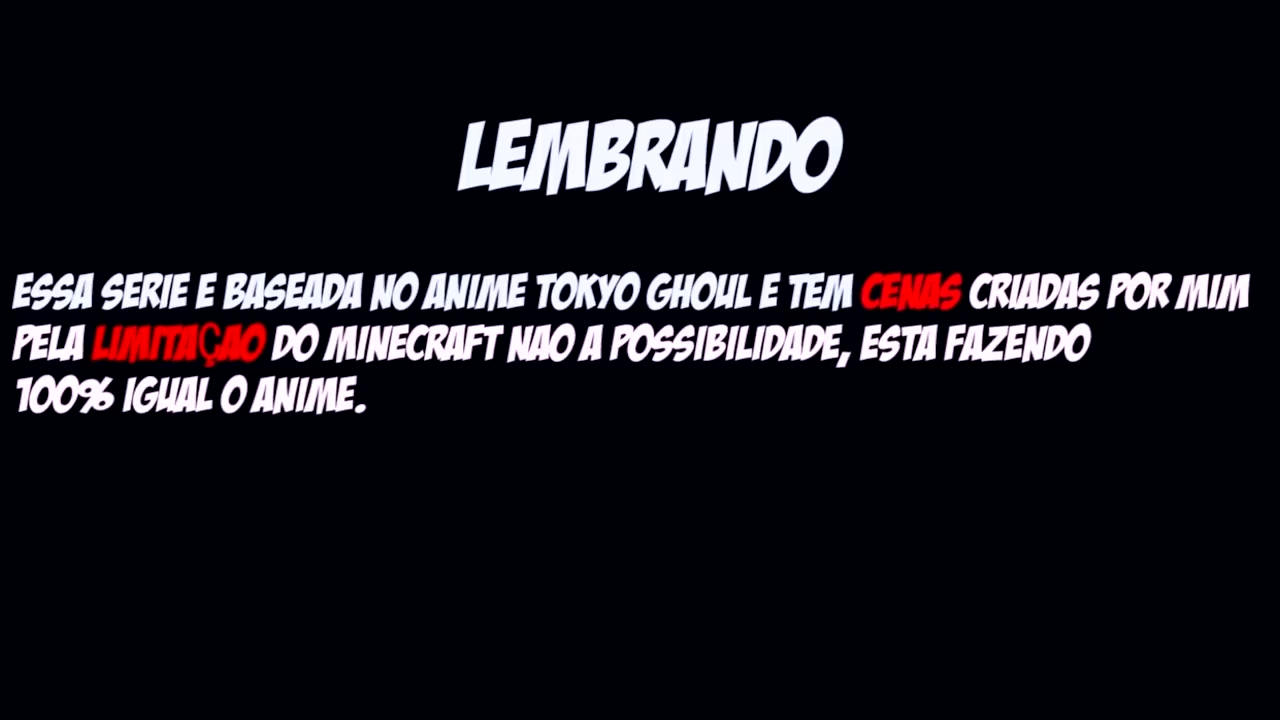 LEMBRANDO
ESSA SERIE E BASEADA NO ANIME TOKYO GHOUL E TEM CENAS CRIADAS POR MIM
PELA LIMITAÇAO DO MINECRAFT NAO A POSSIBILIDADE, ESTA FAZENDO
100% IGUAL O ANIME.